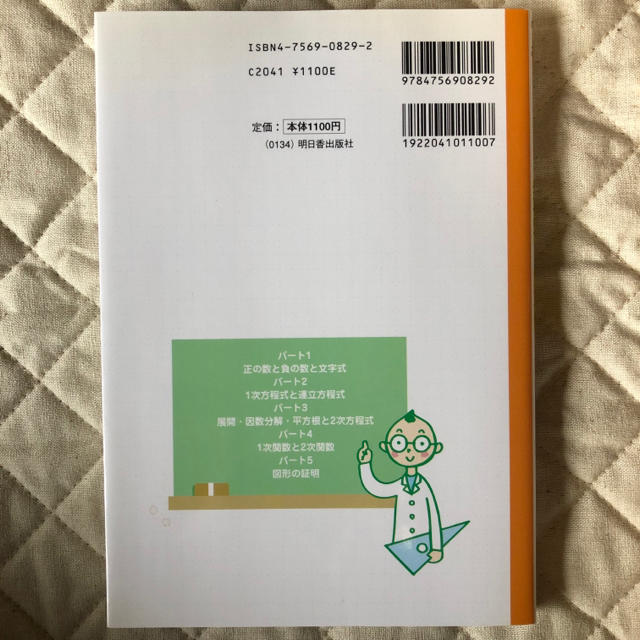 ISBN4-7569-0829-2
C2041 ¥1100E
9784756908292
定価：本体1100円
(0134) 明日香出版社
1922041011007
パート1
正の数と負の数と文字式
パート2
1次方程式と連立方程式
パート3
展開・因数分解・平方根と2次方程式
パート4
1次関数と2次関数
パート5
図形の証明